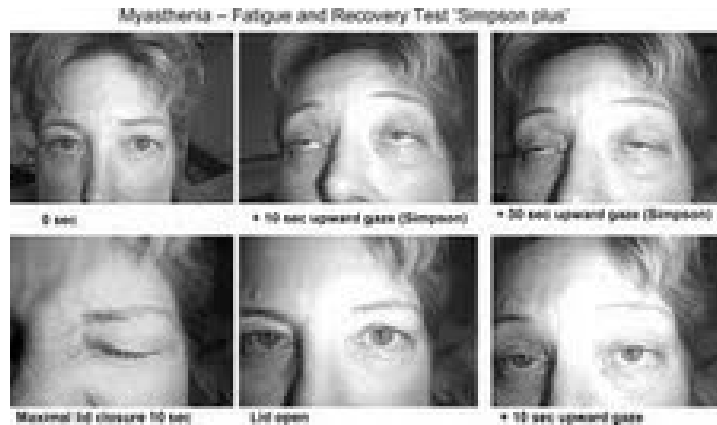 Myasthenia – Fatigue and Recovery Test 'Simpson plus'
0 sec
+ 10 sec upward gaze (Simpson)
+ 30 sec upward gaze (Simpson)
Maximal lid closure 10 sec
Lid open
+ 10 sec upward gaze